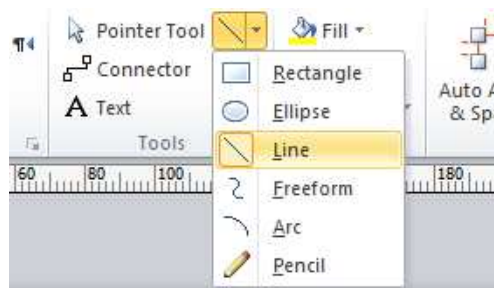 Pointer Tool
Fill
Connector
Rectangle
Auto A
& Sp
A Text
Ellipse
Tools
Line
60 80 100 180
Freeform
Arc
Pencil